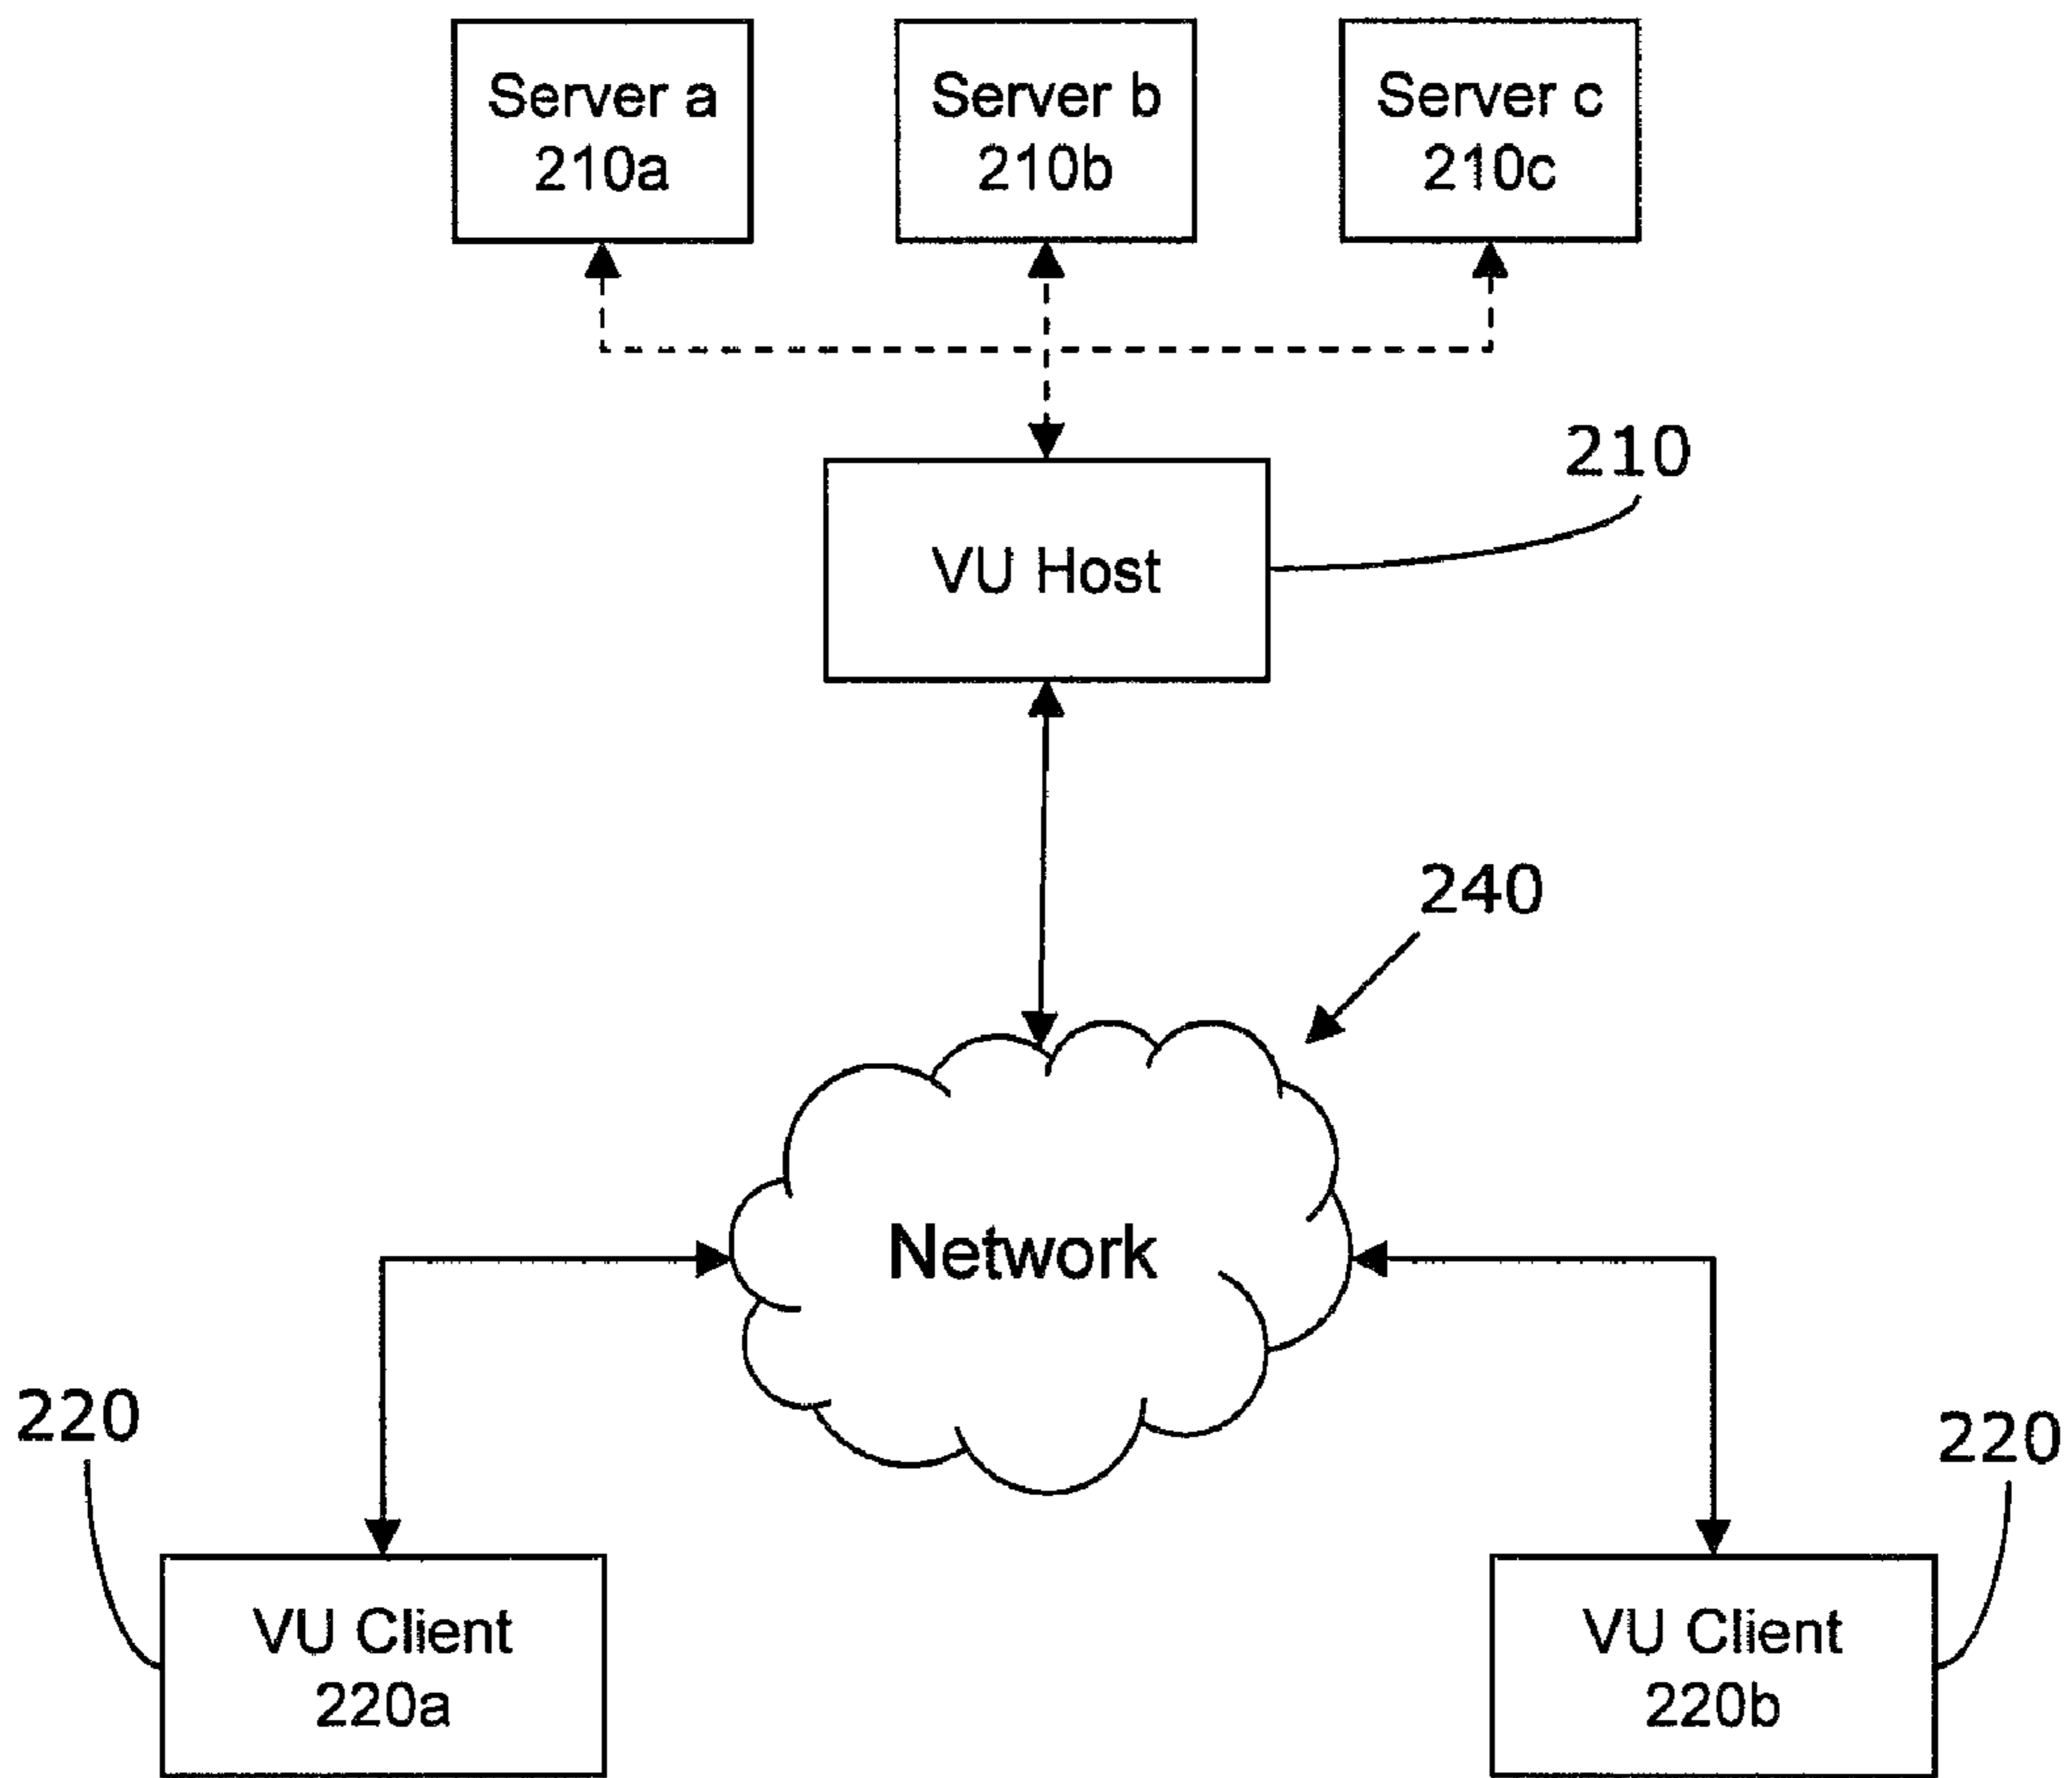 Server a
210a
Server b
210b
Server c
210c
210
VU Host
240
Network
220
220
VU Client
220a
VU Client
220b